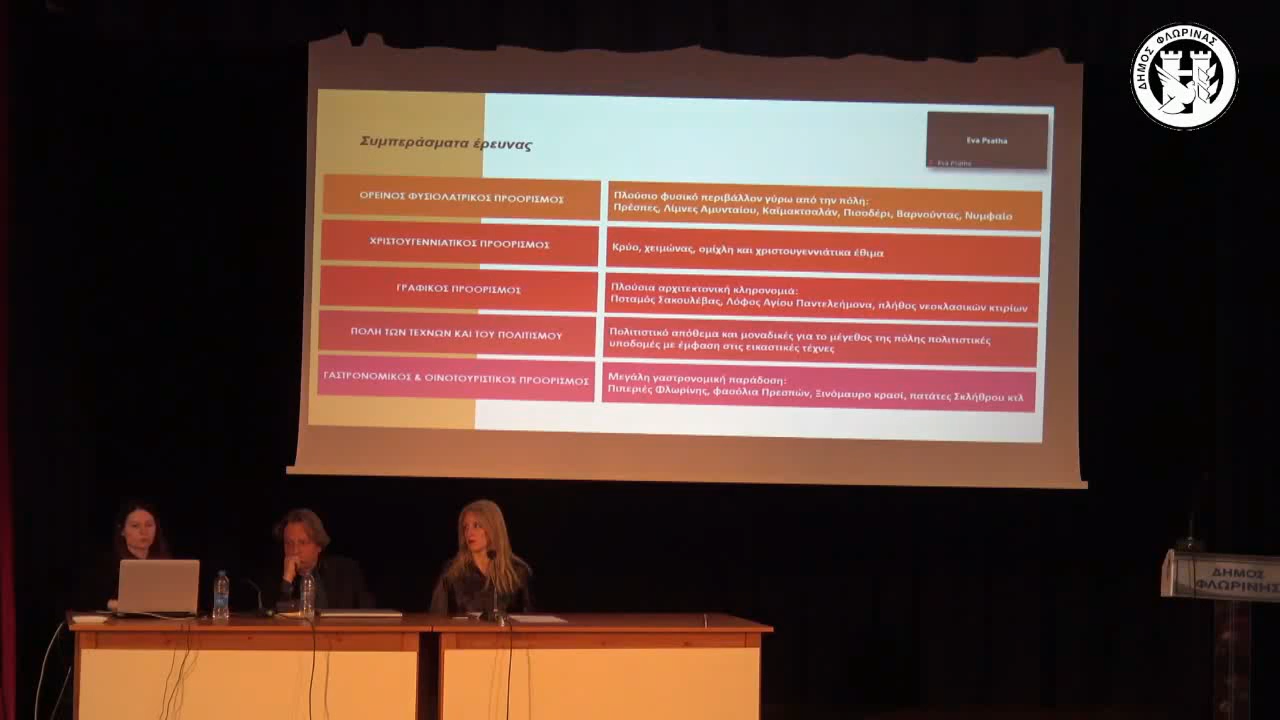 ΔΗΜΟΣ ΦΛΩΡΙΝΑΣ
Συμπεράσματα έρευνας
Eva Psatha
Eva Psatha
ΟΡΕΙΝΟΣ ΦΥΣΙΟΛΑΤΡΙΚΟΣ ΠΡΟΟΡΙΣΜΟΣ
Πλούσιο φυσικό περιβάλλον γύρω από την πόλη:
Πρέσπες, Λίμνες Αμυνταίου, Καϊμακτσαλάν, Πισοδέρι, Βαρνούντας, Νυμφαίο
ΧΡΙΣΤΟΥΓΕΝΝΙΑΤΙΚΟΣ ΠΡΟΟΡΙΣΜΟΣ
Κρύο, χειμώνας, ομίχλη και χριστουγεννιάτικα έθιμα
ΓΡΑΦΙΚΟΣ ΠΡΟΟΡΙΣΜΟΣ
Πλούσια αρχιτεκτονική κληρονομιά:
Ποταμός Σακουλέβας, Λόφος Αγίου Παντελεήμονα, πλήθος νεοκλασικών κτιρίων
ΠΟΛΗ ΤΩΝ ΤΕΧΝΩΝ ΚΑΙ ΤΟΥ ΠΟΛΙΤΙΣΜΟΥ
Πολιτιστικό απόθεμα και μοναδικές για το μέγεθος της πόλης πολιτιστικές
υποδομές με έμφαση στις εικαστικές τέχνες
ΓΑΣΤΡΟΝΟΜΙΚΟΣ & ΟΙΝΟΤΟΥΡΙΣΤΙΚΟΣ ΠΡΟΟΡΙΣΜΟΣ
Μεγάλη γαστρονομική παράδοση:
Πιπεριές Φλωρίνης, φασόλια Πρεσπών, Ξινόμαυρο κρασί, πατάτες Σκλήθρου κτλ
ΔΗΜΟΣ
ΦΛΩΡΙΝΗΣ